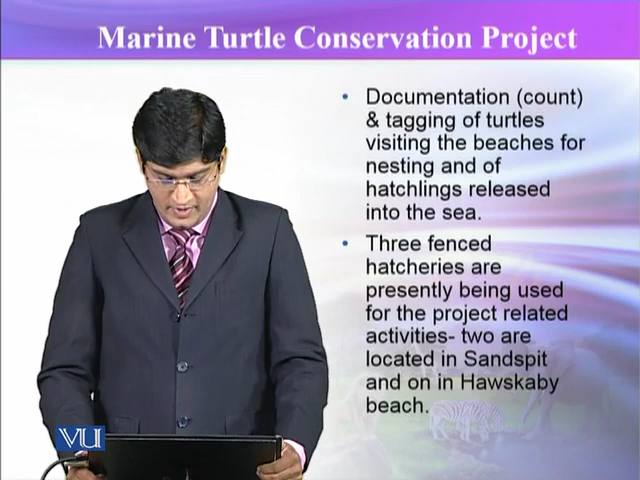 Marine Turtle Conservation Project
• Documentation (count)
& tagging of turtles
visiting the beaches for
nesting and of
hatchlings released
into the sea.
• Three fenced
hatcheries are
presently being used
for the project related
activities- two are
located in Sandspit
and on in Hawskaby
beach.
VU